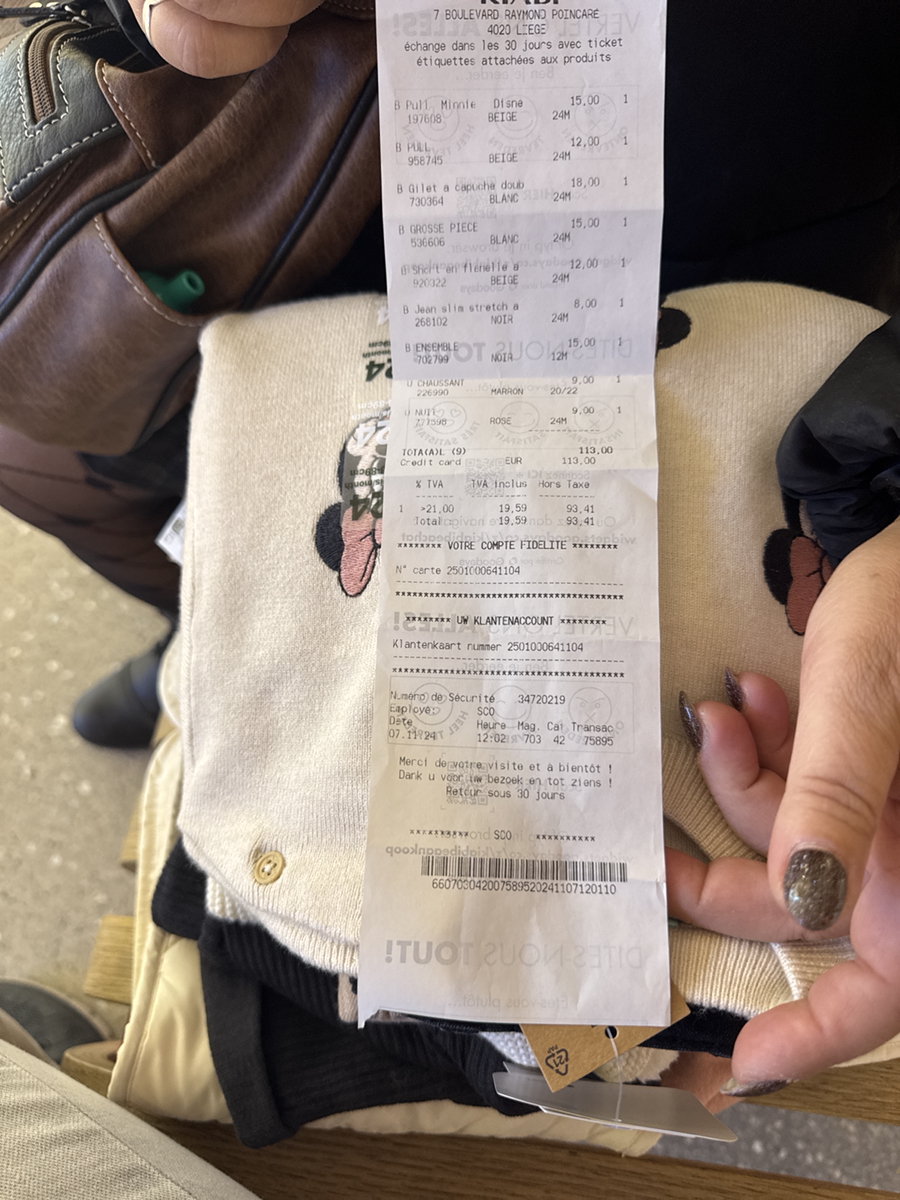 KIABI
7 BOULEVARD RAYMOND POINCARE
4020 LIEGE
échange dans les 30 jours avec ticket
étiquettes attachées aux produits
B Pull Minnie Disne 15,00 1
197608 BEIGE 24M
B PULL 12,00 1
958745 BEIGE 24M
B Gilet a capuche doub 18,00 1
730364 BLANC 24M
B GROSSE PIECE 15,00 1
536606 BLANC 24M
B Short en flanelle a 12,00 1
920022 BEIGE 24M
B Jean slim stretch a 8,00 1
268102 NOIR 24M
B ENSEMBLE 15,00 1
702799 NOIR 12M
U CHAUSSANT 9,00 1
226990 MARRON 20/22
U NUIT 9,00 1
ROSE 24M
TOTA(A)L (9) 113,00
Credit card EUR 113,00
% TVA TVA inclus Hors Taxe
1 >21,00 19,59 93,41
Total 19,59 93,41
******** VOTRE COMPTE FIDELITE ********
N° carte 2501000641104
******** UW KLANTENACCOUNT ********
Klantenkaart nummer 2501000641104
Numéro de Sécurité 34720219
Employé: SCO
Date Heure Mag. Cai Transac
07.11.24 12:02 703 42 75895
Merci de votre visite et à bientôt !
Dank u voor uw bezoek en tot ziens !
Retour sous 30 jours
********** SCO **********
66070304200758952024110712011​0
DITES-NOUS TOUT!
24